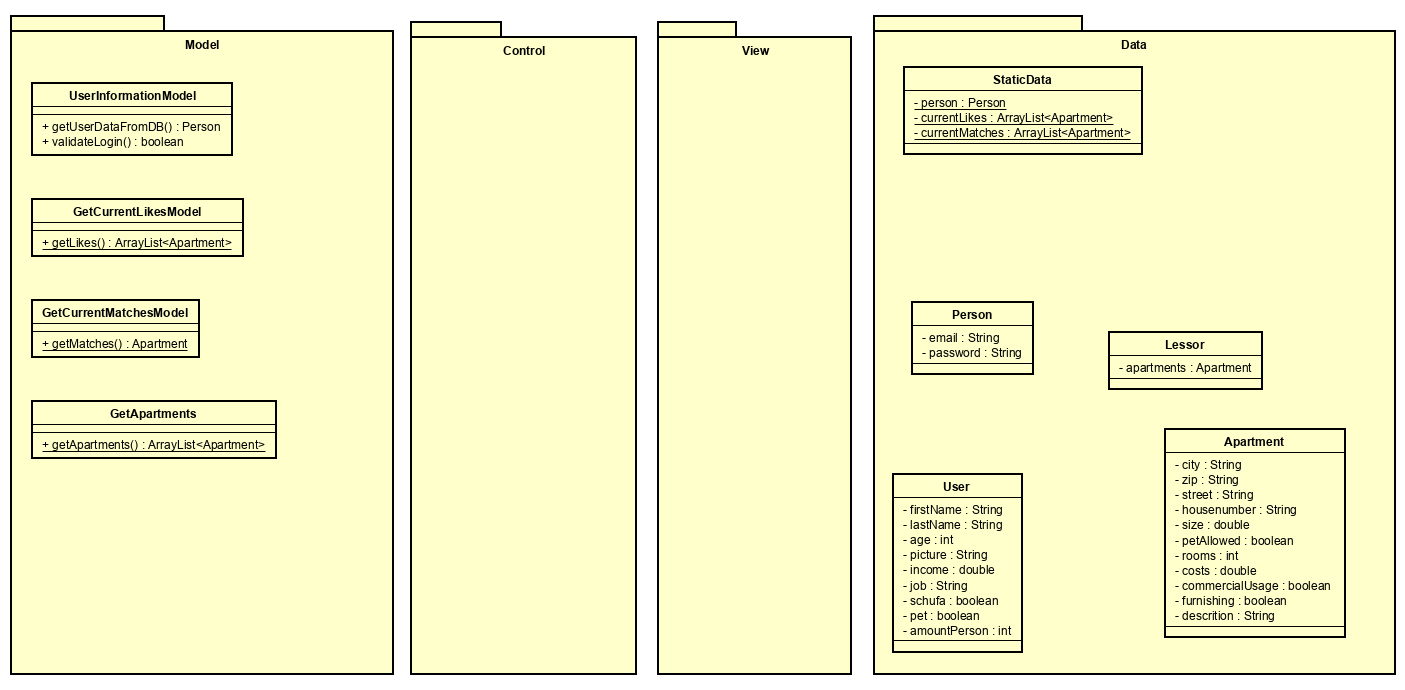 Model
UserInformationModel
+ getUserDataFromDB() : Person
+ validateLogin() : boolean
GetCurrentLikesModel
+ getLikes() : ArrayList<Apartment>
GetCurrentMatchesModel
+ getMatches() : Apartment
GetApartments
+ getApartments() : ArrayList<Apartment>
Control
View
Data
StaticData
- person : Person
- currentLikes : ArrayList<Apartment>
- currentMatches : ArrayList<Apartment>
Person
- email : String
- password : String
Lessor
- apartments : Apartment
User
- firstName : String
- lastName : String
- age : int
- picture : String
- income : double
- job : String
- schufa : boolean
- pet : boolean
- amountPerson : int
Apartment
- city : String
- zip : String
- street : String
- housenumber : String
- size : double
- petAllowed : boolean
- rooms : int
- costs : double
- commercialUsage : boolean
- furnishing : boolean
- descrition : String